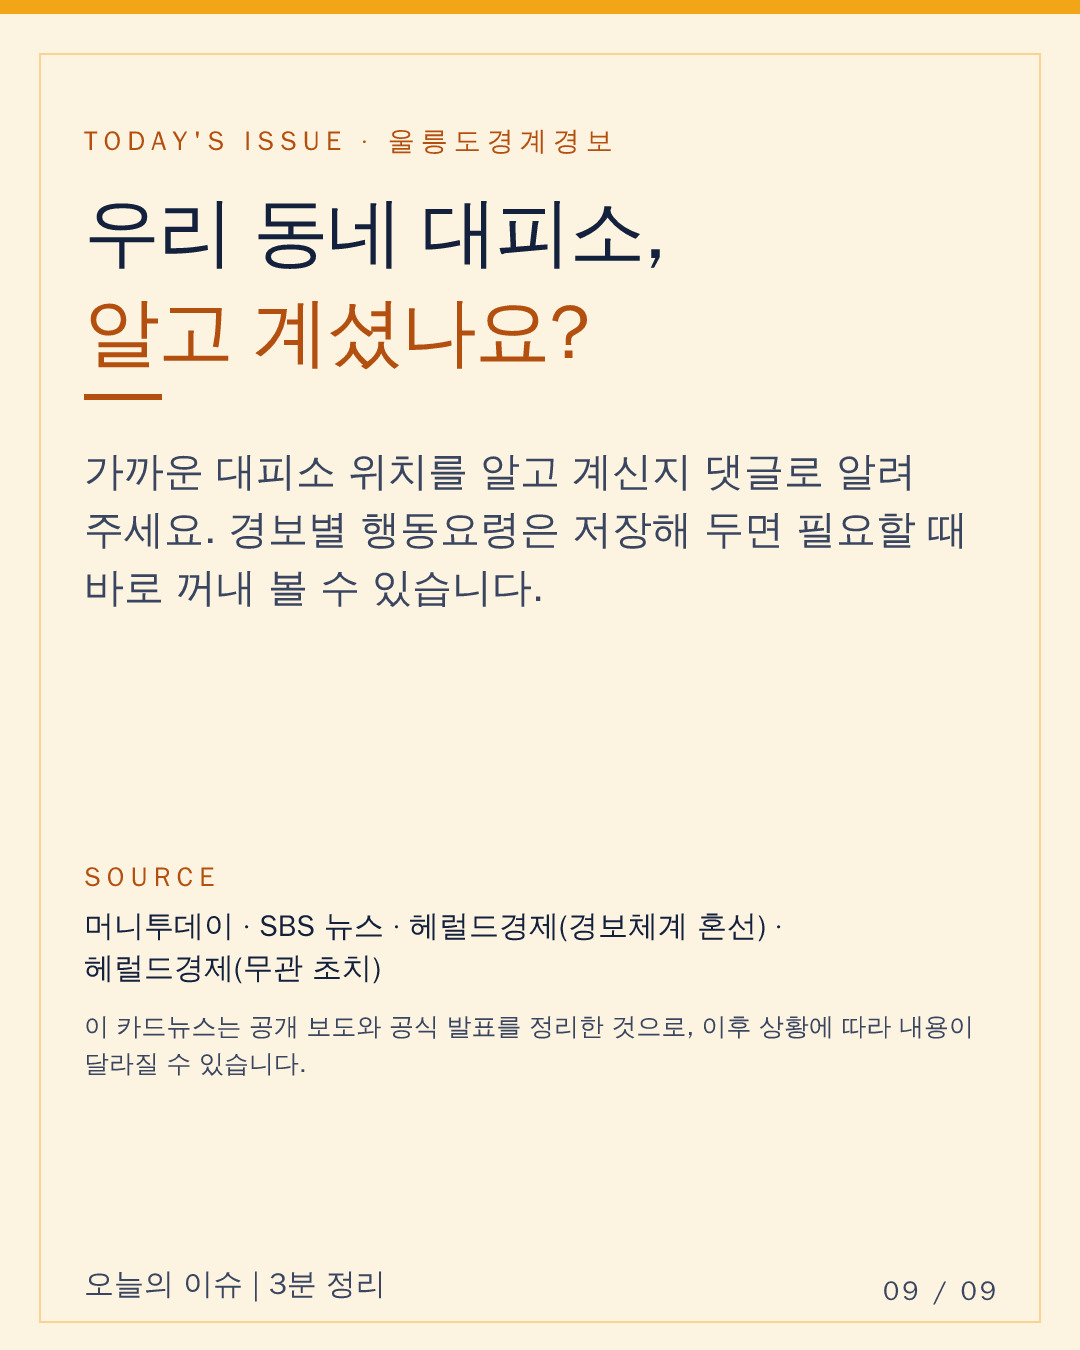 TODAY'S ISSUE · 울릉도경계경보
우리 동네 대피소,
알고 계셨나요?
가까운 대피소 위치를 알고 계신지 댓글로 알려
주세요. 경보별 행동요령은 저장해 두면 필요할 때
바로 꺼내 볼 수 있습니다.
SOURCE
머니투데이 · SBS 뉴스 · 헤럴드경제(경보체계 혼선) ·
헤럴드경제(무관 초치)
이 카드뉴스는 공개 보도와 공식 발표를 정리한 것으로, 이후 상황에 따라 내용이
달라질 수 있습니다.
오늘의 이슈 | 3분 정리
09 / 09